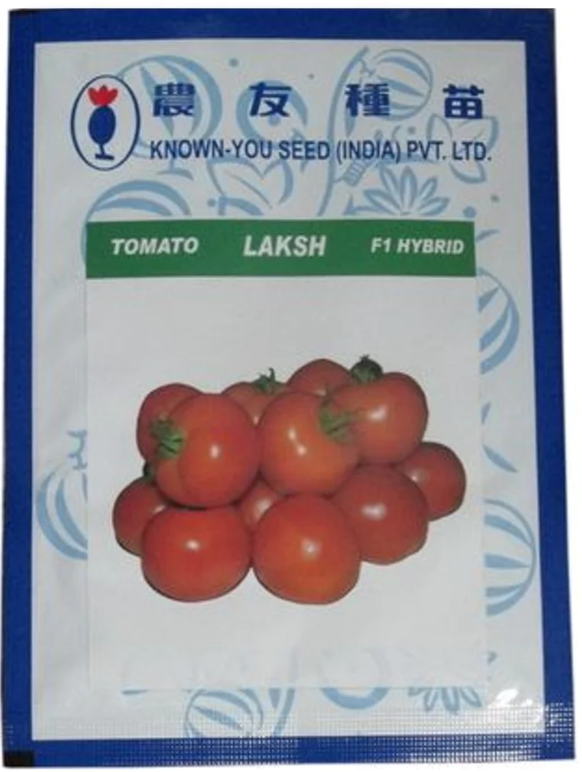 農友種苗
KNOWN-YOU SEED (INDIA) PVT. LTD.
TOMATO LAKSH F1 HYBRID